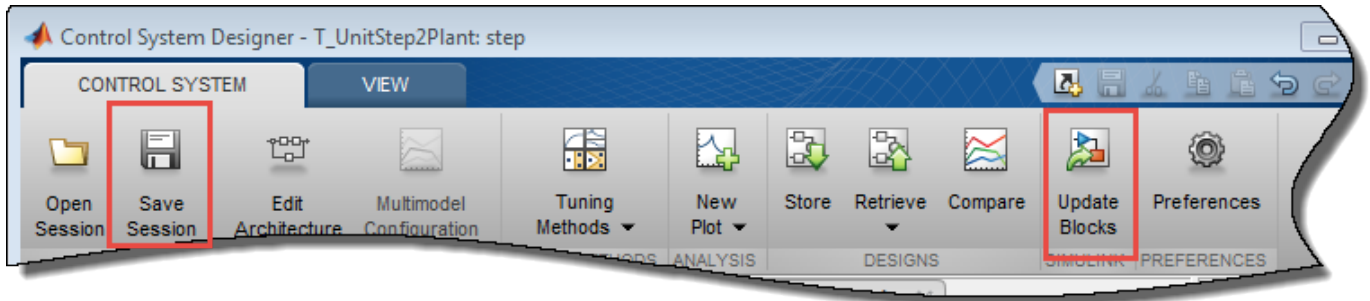 Control System Designer - T_UnitStep2Plant: step
CONTROL SYSTEM
VIEW
Open
Session
Save
Session
Edit
Architecture
Multimodel
Configuration
Tuning
Methods
New
Plot
Store
Retrieve
Compare
Update
Blocks
Preferences
ANALYSIS
DESIGNS
SIMULINK
PREFERENCES